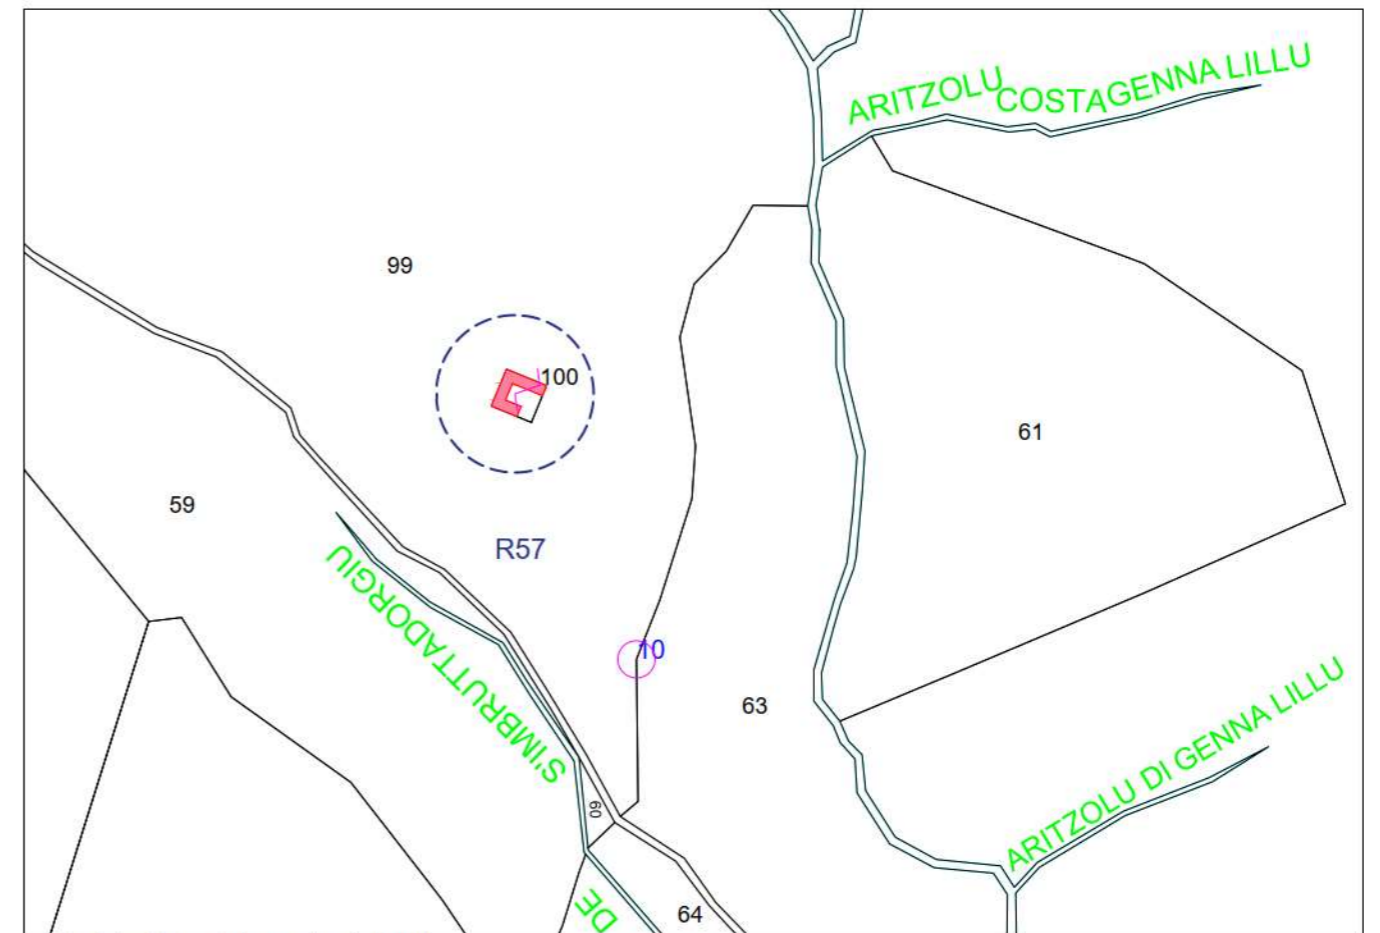 ARITZOLU
COSTAGENNA LILLU
99
100
61
59
R57
S'IMBRUTTADORGIU
10
63
ARITZOLU DI GENNA LILLU
60
64
DE